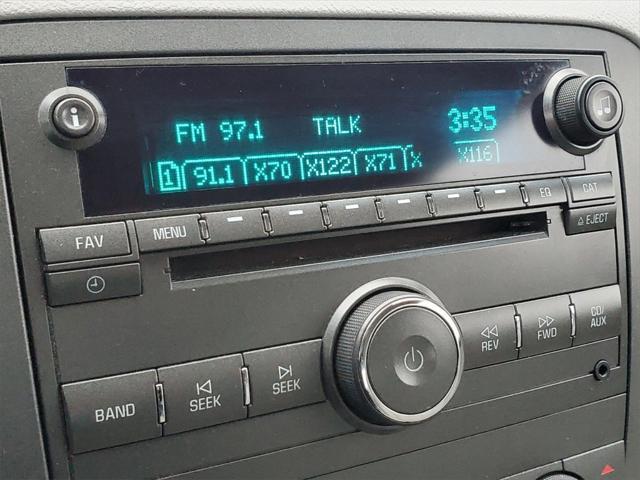 FM 97.1 TALK 3:35
1 91.1 X70 X122 X71 X X116
FAV MENU EQ CAT
EJECT
REV FWD CD/
AUX
BAND SEEK SEEK